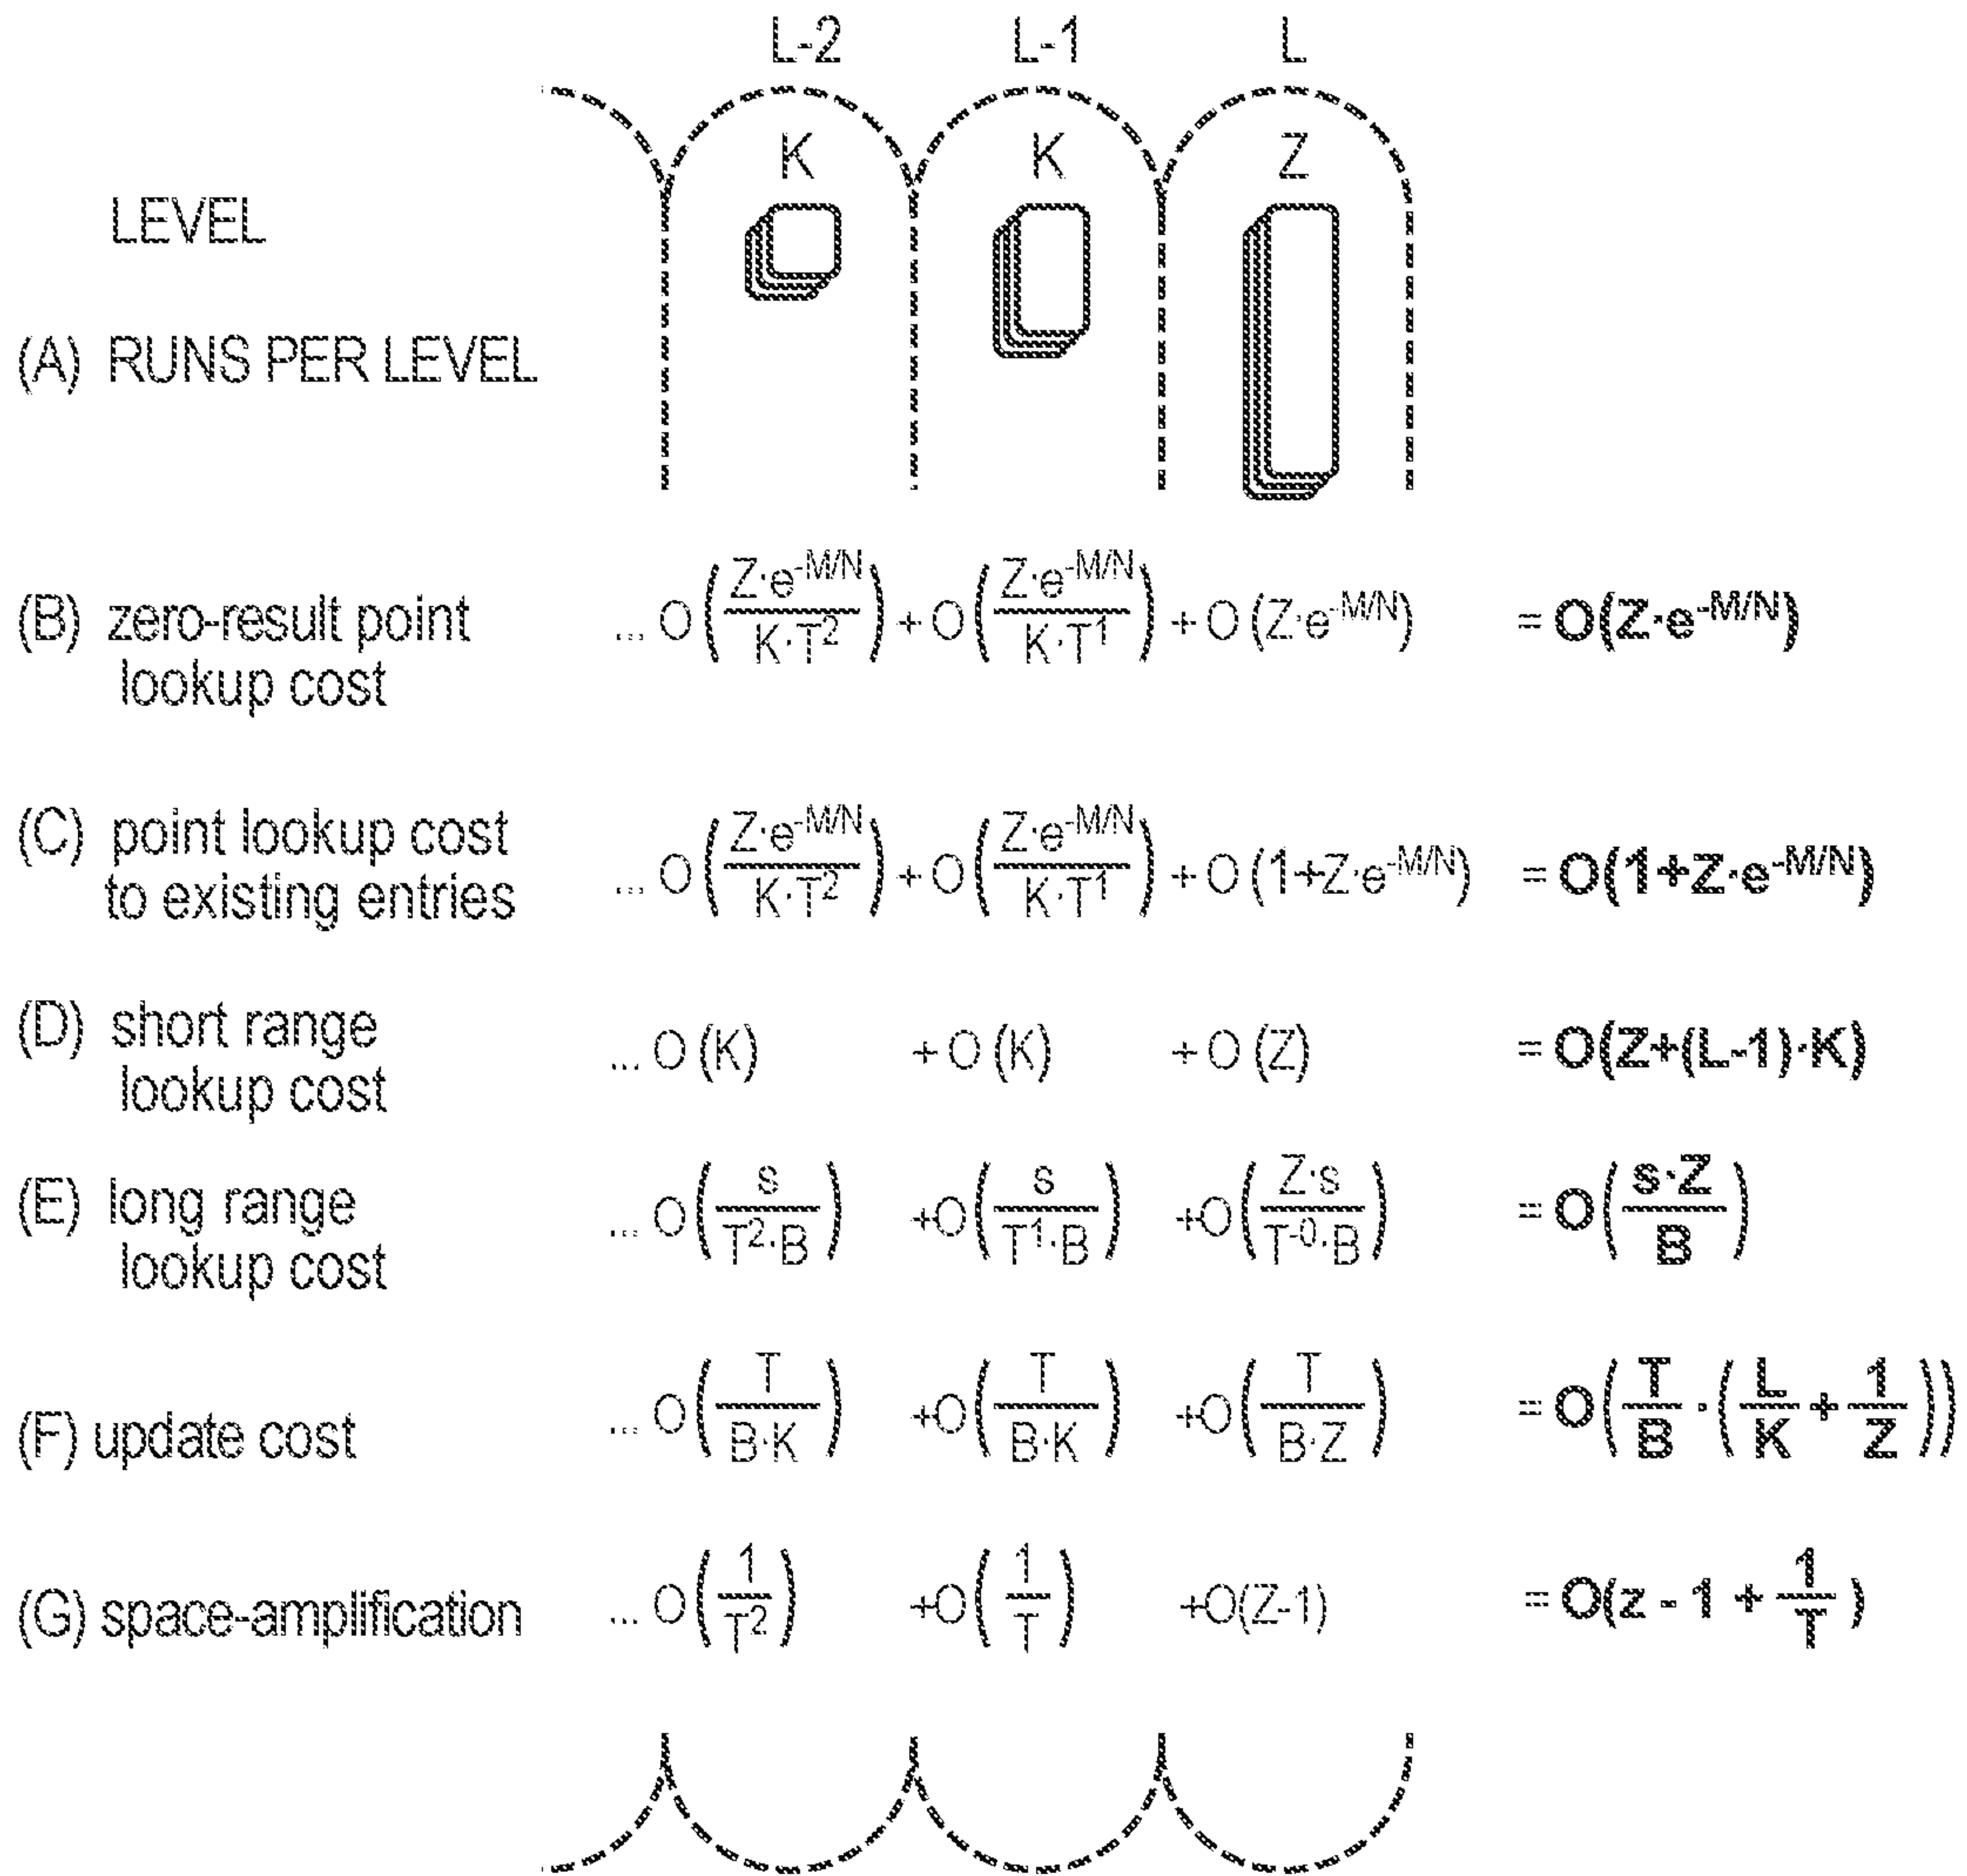 L-2 L-1 L
K K Z
LEVEL
(A) RUNS PER LEVEL
(B) zero-result point lookup cost ... O(Z·e^-M/N / K·T^2) + O(Z·e^-M/N / K·T^1) + O(Z·e^-M/N) = O(Z·e^-M/N)
(C) point lookup cost to existing entries ... O(Z·e^-M/N / K·T^2) + O(Z·e^-M/N / K·T^1) + O(1+Z·e^-M/N) = O(1+Z·e^-M/N)
(D) short range lookup cost ... O(K) + O(K) + O(Z) = O(Z+(L-1)·K)
(E) long range lookup cost ... O(s / T^2·B) +O(s / T^1·B) +O(Z·s / T^-0·B) = O(s·Z / B)
(F) update cost ... O(T / B·K) +O(T / B·K) +O(T / B·Z) = O(T/B · (L/K + 1/Z))
(G) space-amplification ... O(1/T^2) +O(1/T) +O(Z-1) = O(z - 1 + 1/T)